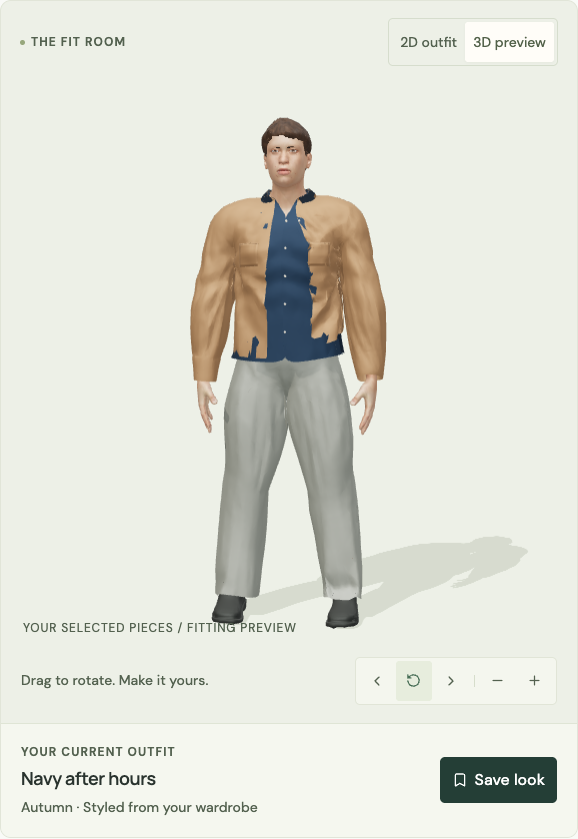 THE FIT ROOM
2D outfit
3D preview
YOUR SELECTED PIECES / FITTING PREVIEW
Drag to rotate. Make it yours.
YOUR CURRENT OUTFIT
Navy after hours
Autumn · Styled from your wardrobe
Save look